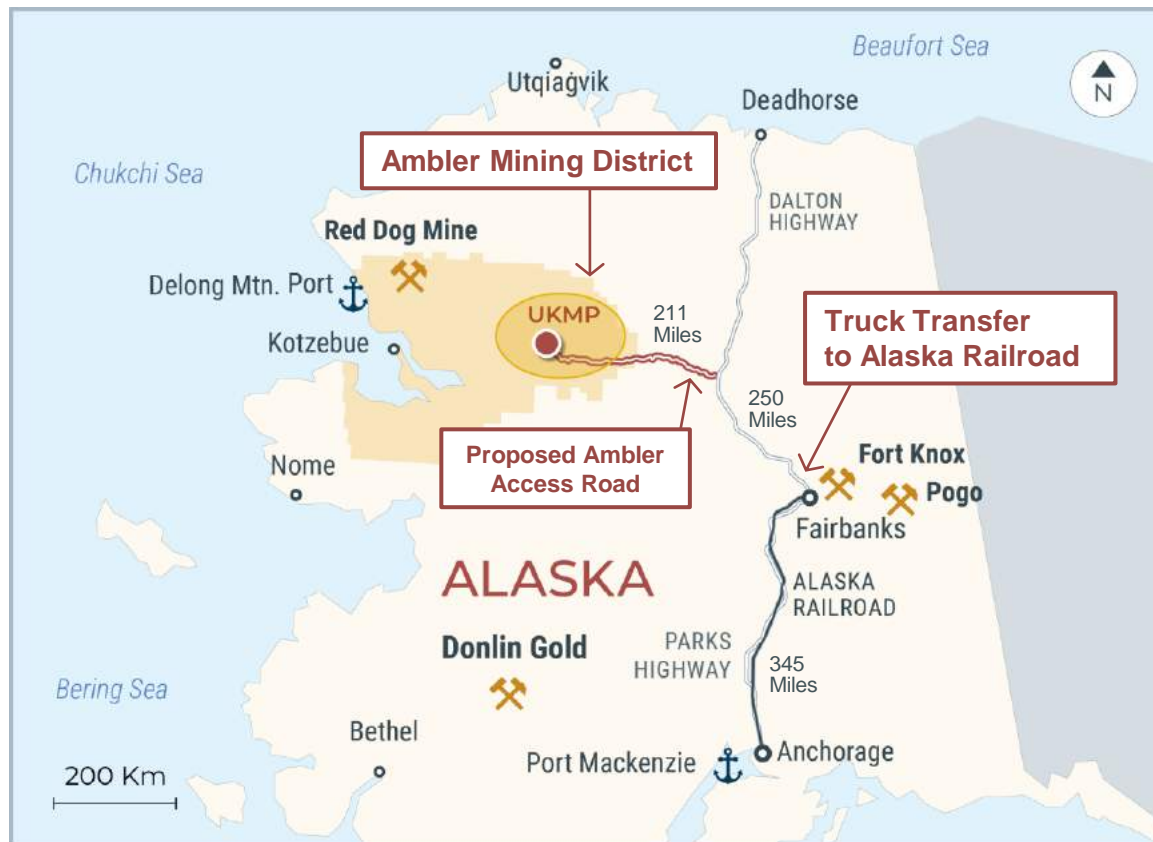 Beaufort Sea
N
Utqiaġvik
Deadhorse
Ambler Mining District
Chukchi Sea
DALTON
HIGHWAY
Red Dog Mine
Delong Mtn. Port
UKMP
211
Miles
Truck Transfer
to Alaska Railroad
Kotzebue
250
Miles
Proposed Ambler
Access Road
Fort Knox
Pogo
Nome
Fairbanks
ALASKA
ALASKA
RAILROAD
PARKS
HIGHWAY
Donlin Gold
345
Miles
Bering Sea
Bethel
Port Mackenzie
Anchorage
200 Km